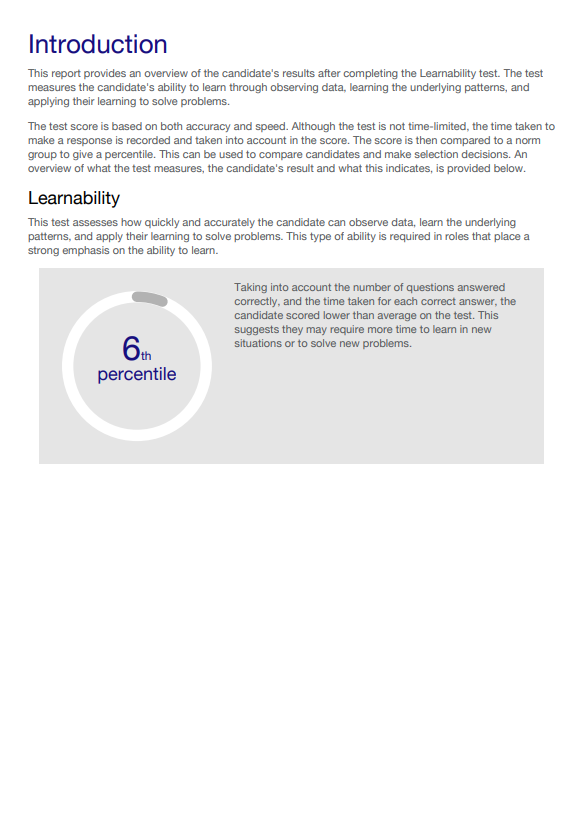 Introduction
This report provides an overview of the candidate's results after completing the Learnability test. The test
measures the candidate's ability to learn through observing data, learning the underlying patterns, and
applying their learning to solve problems.
The test score is based on both accuracy and speed. Although the test is not time-limited, the time taken to
make a response is recorded and taken into account in the score. The score is then compared to a norm
group to give a percentile. This can be used to compare candidates and make selection decisions. An
overview of what the test measures, the candidate's result and what this indicates, is provided below.
Learnability
This test assesses how quickly and accurately the candidate can observe data, learn the underlying
patterns, and apply their learning to solve problems. This type of ability is required in roles that place a
strong emphasis on the ability to learn.
6th
percentile
Taking into account the number of questions answered
correctly, and the time taken for each correct answer, the
candidate scored lower than average on the test. This
suggests they may require more time to learn in new
situations or to solve new problems.